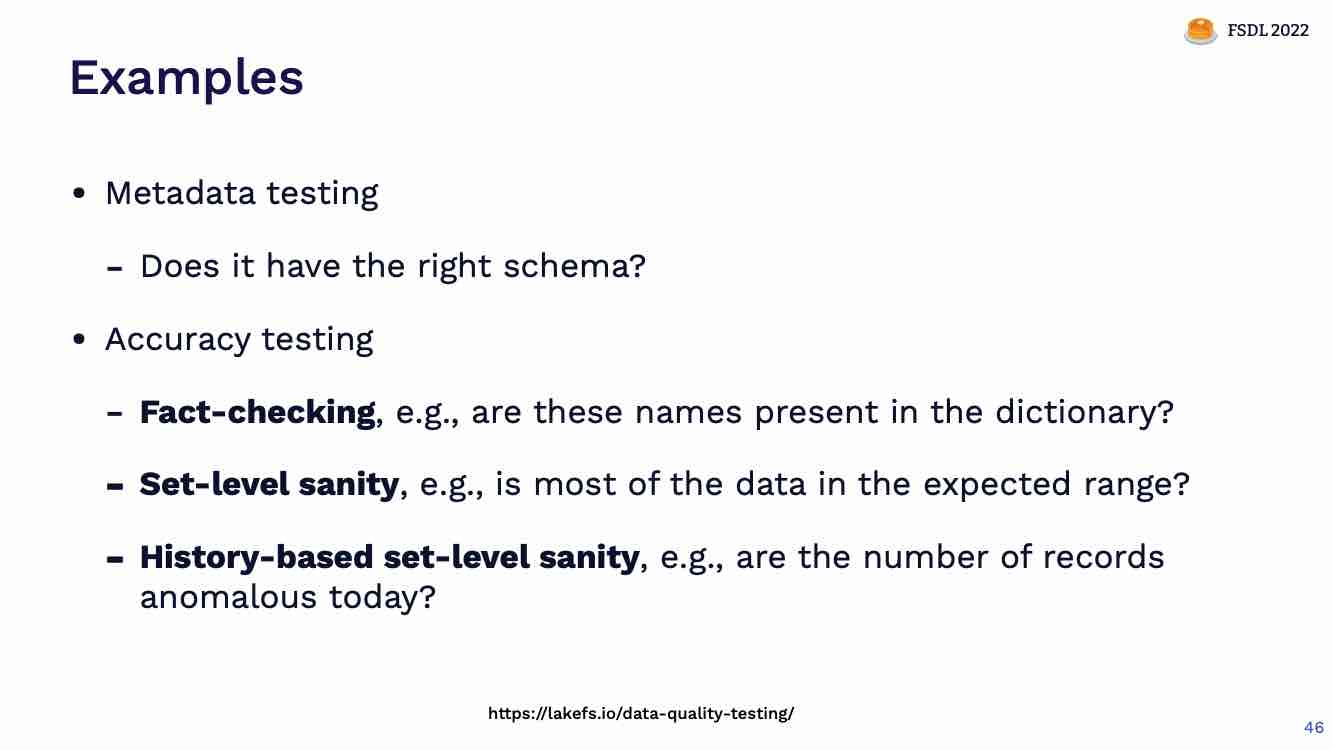 FSDL 2022
Examples
• Metadata testing
- Does it have the right schema?
• Accuracy testing
- Fact-checking, e.g., are these names present in the dictionary?
- Set-level sanity, e.g., is most of the data in the expected range?
- History-based set-level sanity, e.g., are the number of records
anomalous today?
https://lakefs.io/data-quality-testing/
46